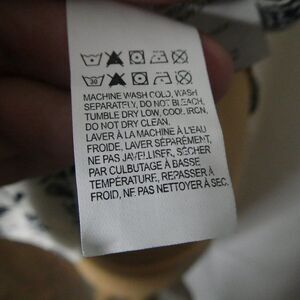 30
MACHINE WASH COLD, WASH
SEPARATELY, DO NOT BLEACH,
TUMBLE DRY LOW, COOL IRON,
DO NOT DRY CLEAN.
LAVER À LA MACHINE À L'EAU
FROIDE, LAVER SÉPARÉMENT,
NE PAS JAVELLISER, SÉCHER
PAR CULBUTAGE À BASSE
TEMPÉRATURE, REPASSER À
FROID, NE PAS NETTOYER À SEC.